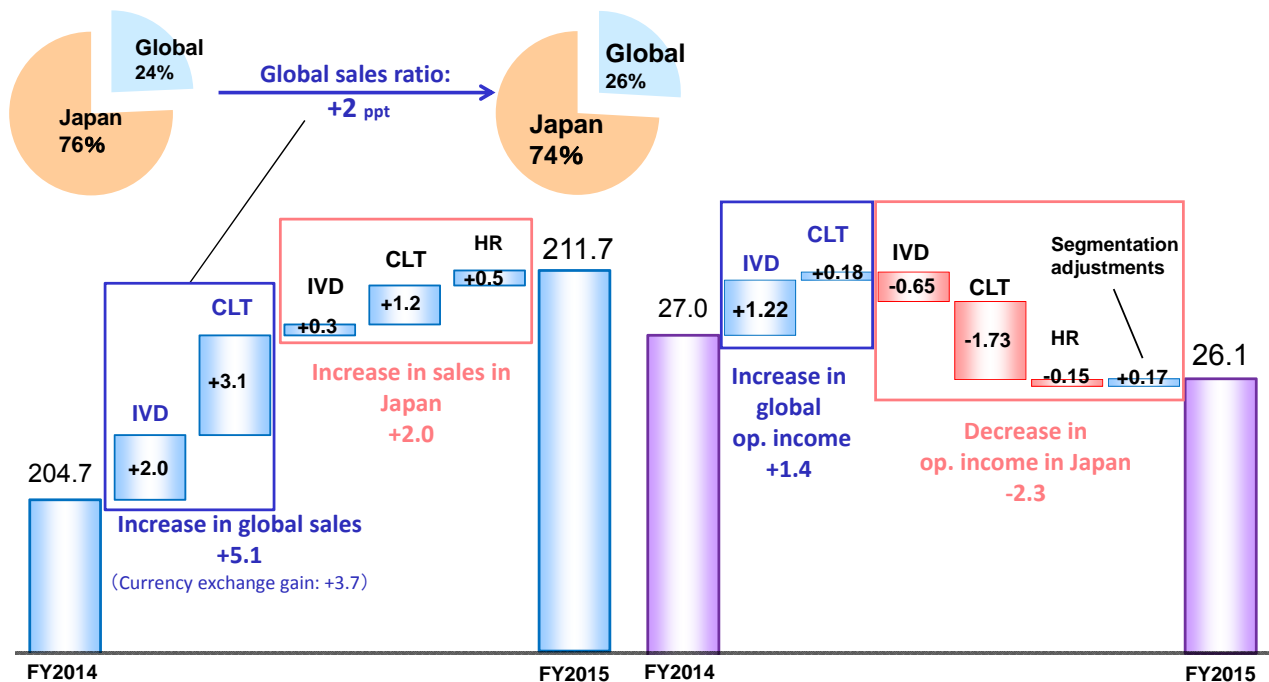 Global
24%
Japan
76%
Global sales ratio:
+2 ppt
Global
26%
Japan
74%
204.7
IVD
+2.0
CLT
+3.1
Increase in global sales
+5.1
（Currency exchange gain: +3.7）
IVD
+0.3
CLT
+1.2
HR
+0.5
Increase in sales in
Japan
+2.0
211.7
FY2014
FY2015
27.0
IVD
+1.22
CLT
+0.18
Increase in
global
op. income
+1.4
IVD
-0.65
CLT
-1.73
HR
-0.15
Segmentation
adjustments
+0.17
Decrease in
op. income in Japan
-2.3
26.1
FY2014
FY2015